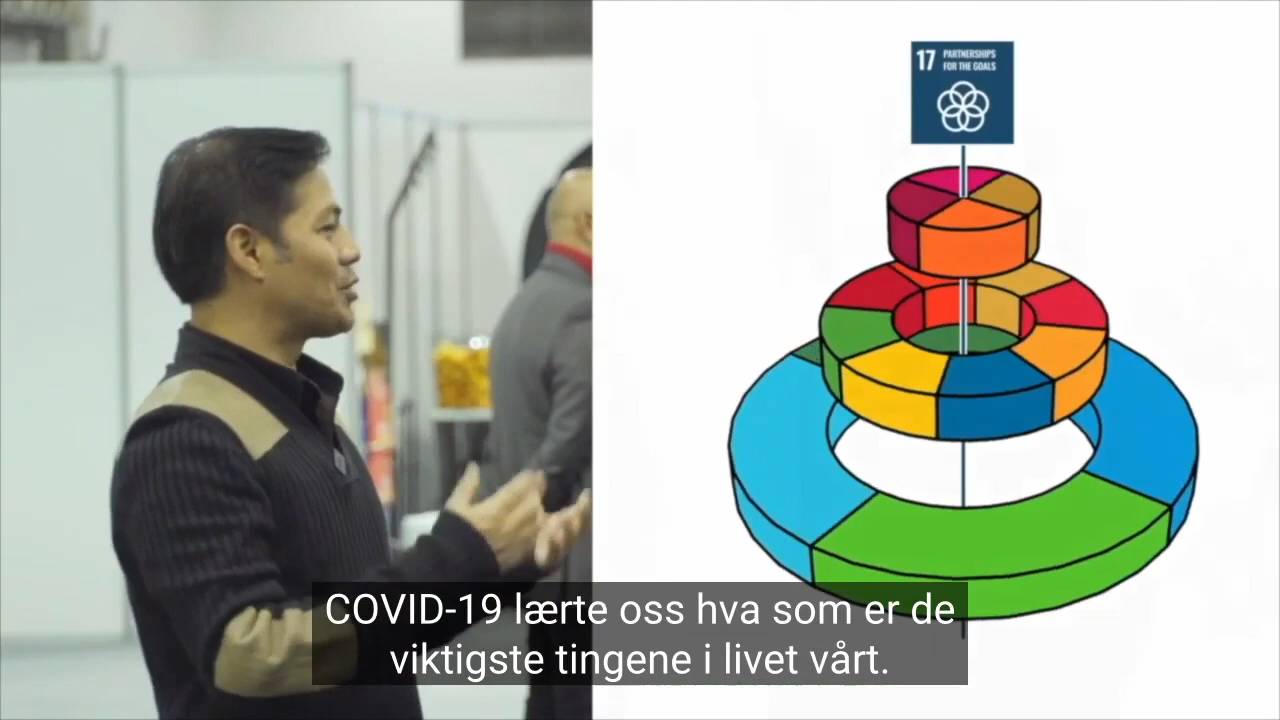 17 PARTNERSHIPS
FOR THE GOALS
COVID-19 lærte oss hva som er de
viktigste tingene i livet vårt.